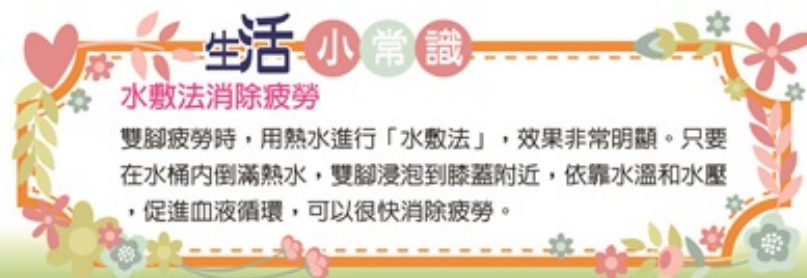 生活小常識
水敷法消除疲勞
雙腳疲勞時，用熱水進行「水敷法」，效果非常明顯。只要
在水桶內倒滿熱水，雙腳浸泡到膝蓋附近，依靠水溫和水壓
，促進血液循環，可以很快消除疲勞。